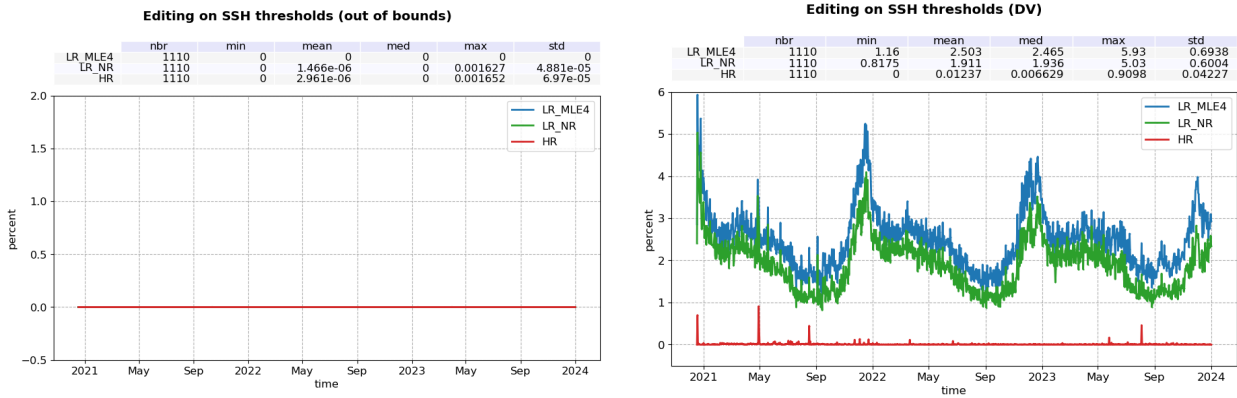 Editing on SSH thresholds (out of bounds)
nbr min mean med max std
LR_MLE4 1110 0 0 0 0 0
LR_NR 1110 0 1.466e-06 0 0.001627 4.881e-05
HR 1110 0 2.961e-06 0 0.001652 6.97e-05
2.0
1.5
1.0
0.5
0.0
−0.5
percent
LR_MLE4
LR_NR
HR
2021 May Sep 2022 May Sep 2023 May Sep 2024
time
Editing on SSH thresholds (DV)
nbr min mean med max std
LR_MLE4 1110 1.16 2.503 2.465 5.93 0.6938
LR_NR 1110 0.8175 1.911 1.936 5.03 0.6004
HR 1110 0 0.01237 0.006629 0.9098 0.04227
6
5
4
3
2
1
0
percent
LR_MLE4
LR_NR
HR
2021 May Sep 2022 May Sep 2023 May Sep 2024
time